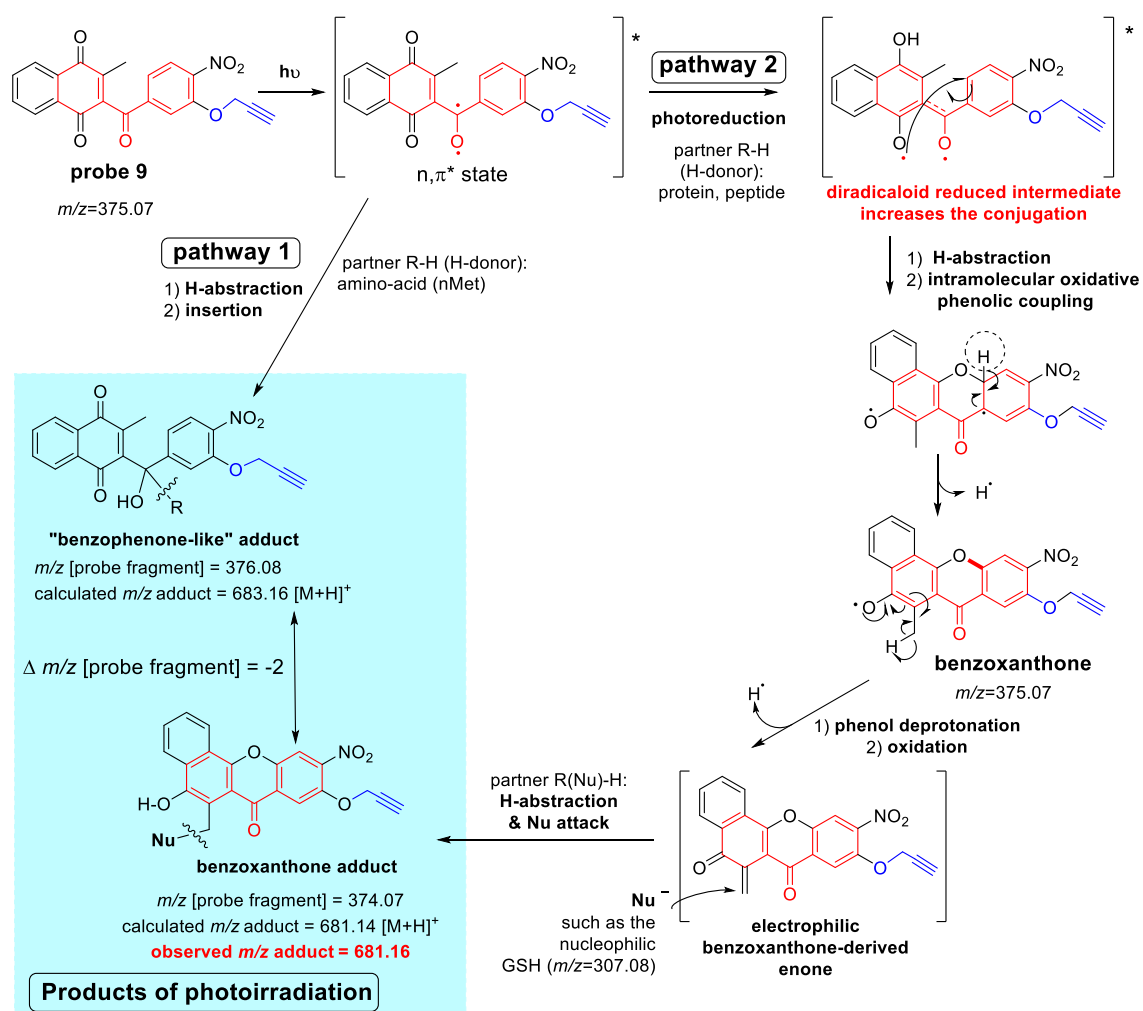 O
NO₂
O
O
O
probe 9
m/z=375.07
hυ
O
NO₂
O
O
O
*
n,π* state
pathway 2
photoreduction
partner R-H
(H-donor):
protein, peptide
OH
NO₂
O
O
O
*
diradicaloid reduced intermediate
increases the conjugation
pathway 1
1) H-abstraction
2) insertion
partner R-H (H-donor):
amino-acid (nMet)
1) H-abstraction
2) intramolecular oxidative
phenolic coupling
H
O
NO₂
O
O
O
H•
O
NO₂
O
O
H
O
benzoxanthone
m/z=375.07
O
NO₂
O
O
HO
R
"benzophenone-like" adduct
m/z [probe fragment] = 376.08
calculated m/z adduct = 683.16 [M+H]⁺
Δ m/z [probe fragment] = -2
H•
1) phenol deprotonation
2) oxidation
O
NO₂
H-O
O
O
Nu
benzoxanthone adduct
m/z [probe fragment] = 374.07
calculated m/z adduct = 681.14 [M+H]⁺
observed m/z adduct = 681.16
Products of photoirradiation
partner R(Nu)-H:
H-abstraction
& Nu attack
O
NO₂
O
O
O
Nu⁻
such as the
nucleophilic
GSH (m/z=307.08)
electrophilic
benzoxanthone-derived
enone